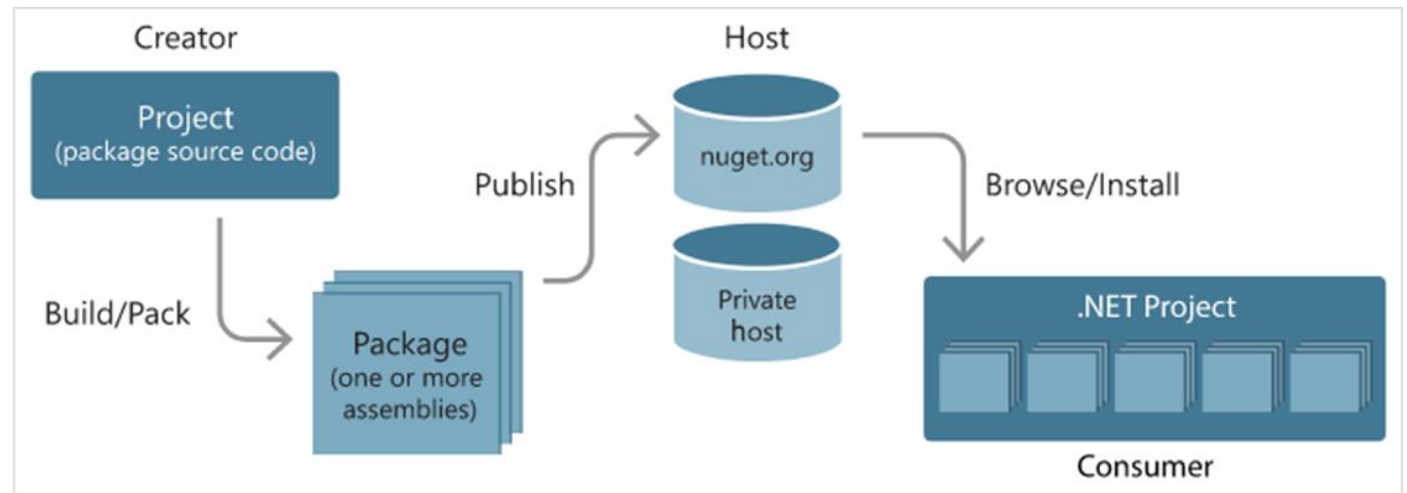 Creator
Project
(package source code)
Build/Pack
Package
(one or more
assemblies)
Publish
Host
nuget.org
Private
host
Browse/Install
.NET Project
Consumer